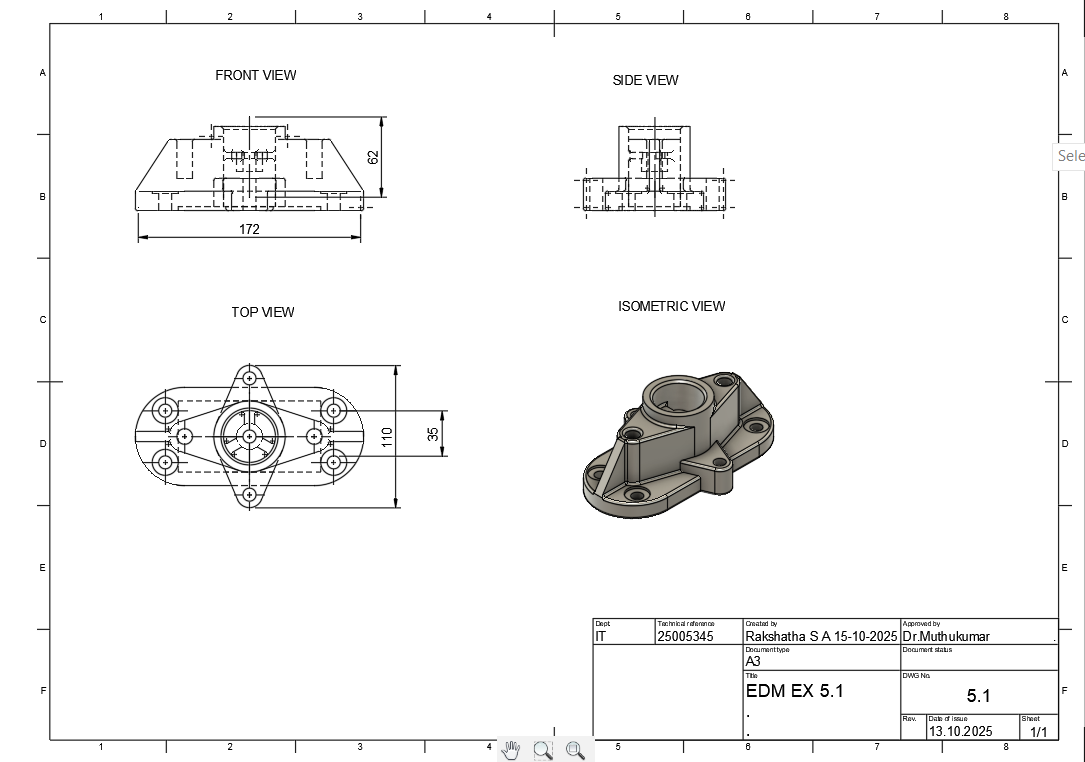 1 2 3 4 5 6 7 8
A A
FRONT VIEW
SIDE VIEW
62
Sele
B B
172
ISOMETRIC VIEW
TOP VIEW
C C
110
35
D D
E E
Dept. Technical reference Created by Approved by
IT 25005345 Rakshatha S A 15-10-2025 Dr.Muthukumar .
Document type Document status
A3
Title DWG No.
EDM EX 5.1
5.1
F F
.
Rev. Date of issue Sheet
. 13.10.2025 1/1
1 2 3 4 5 6 7 8